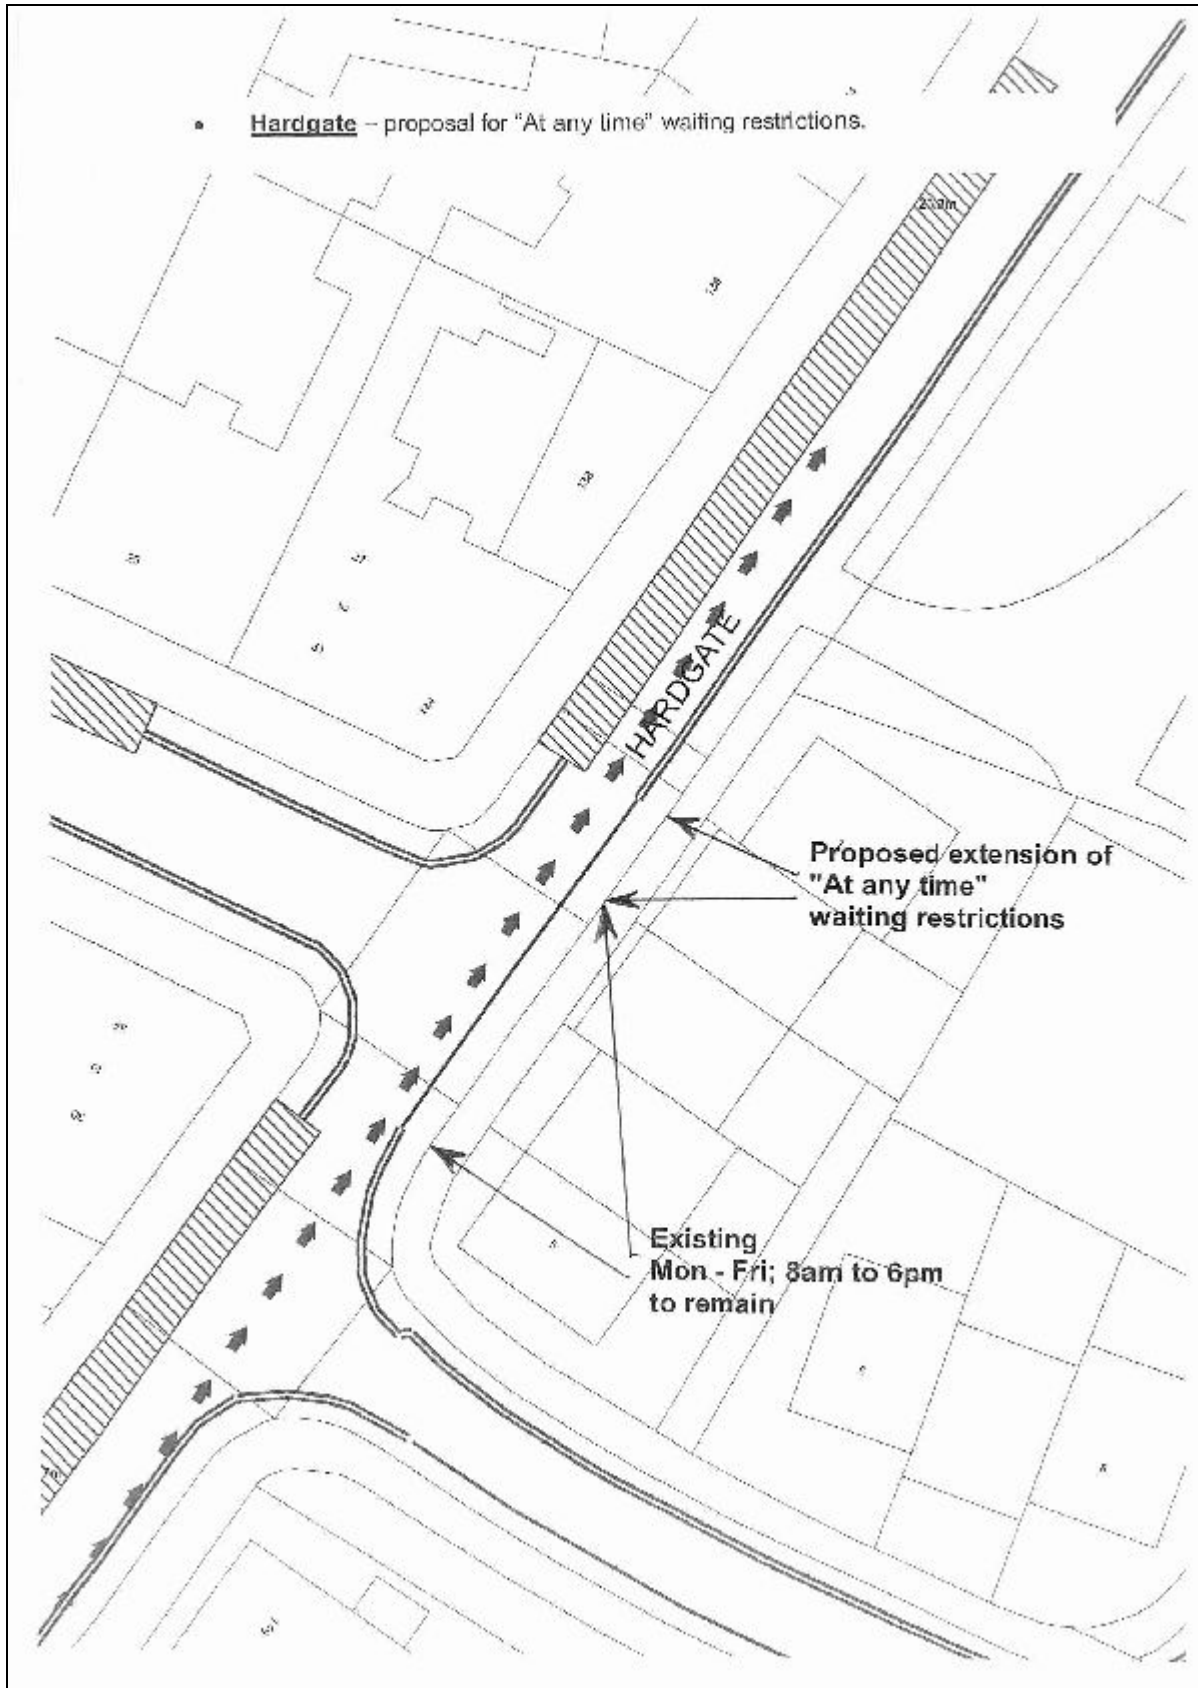 • Hardgate – proposal for "At any time" waiting restrictions.
HARDGATE
Proposed extension of
"At any time"
waiting restrictions
Existing
Mon - Fri; 8am to 6pm
to remain